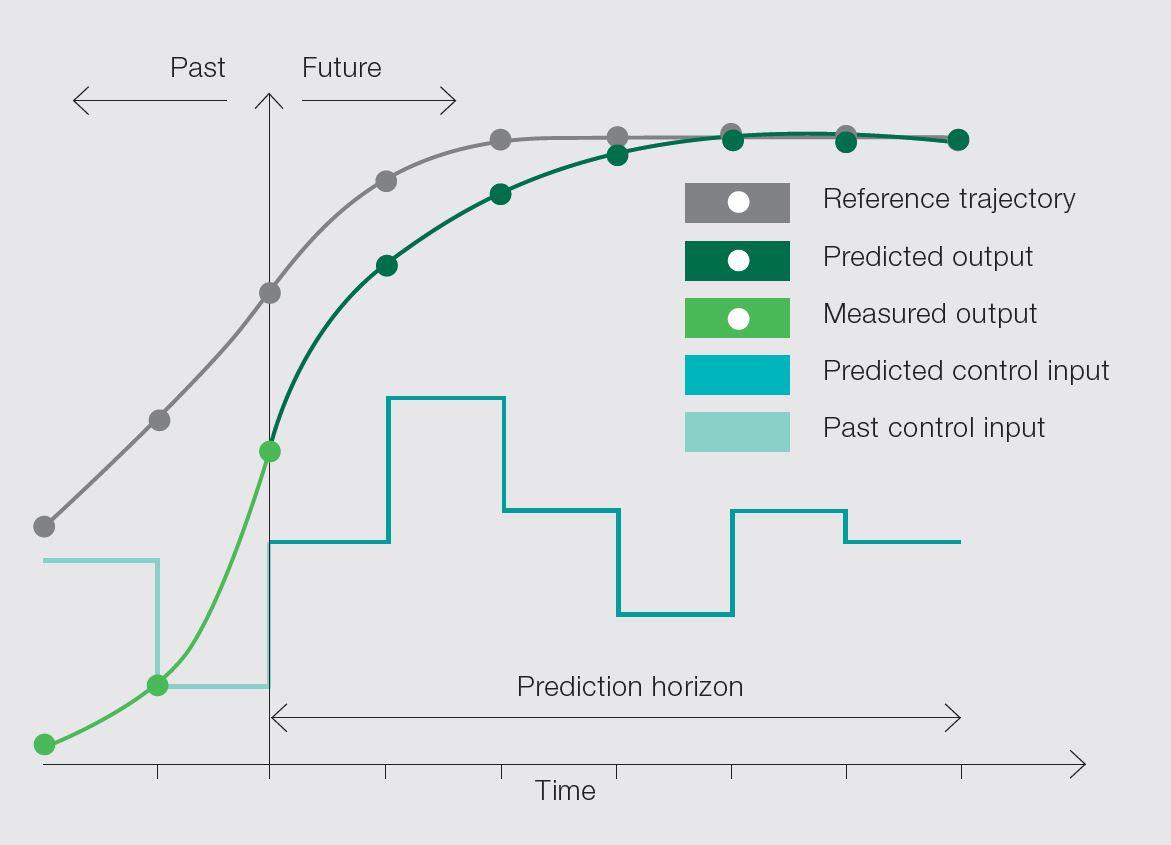 Past
Future
Reference trajectory
Predicted output
Measured output
Predicted control input
Past control input
Prediction horizon
Time